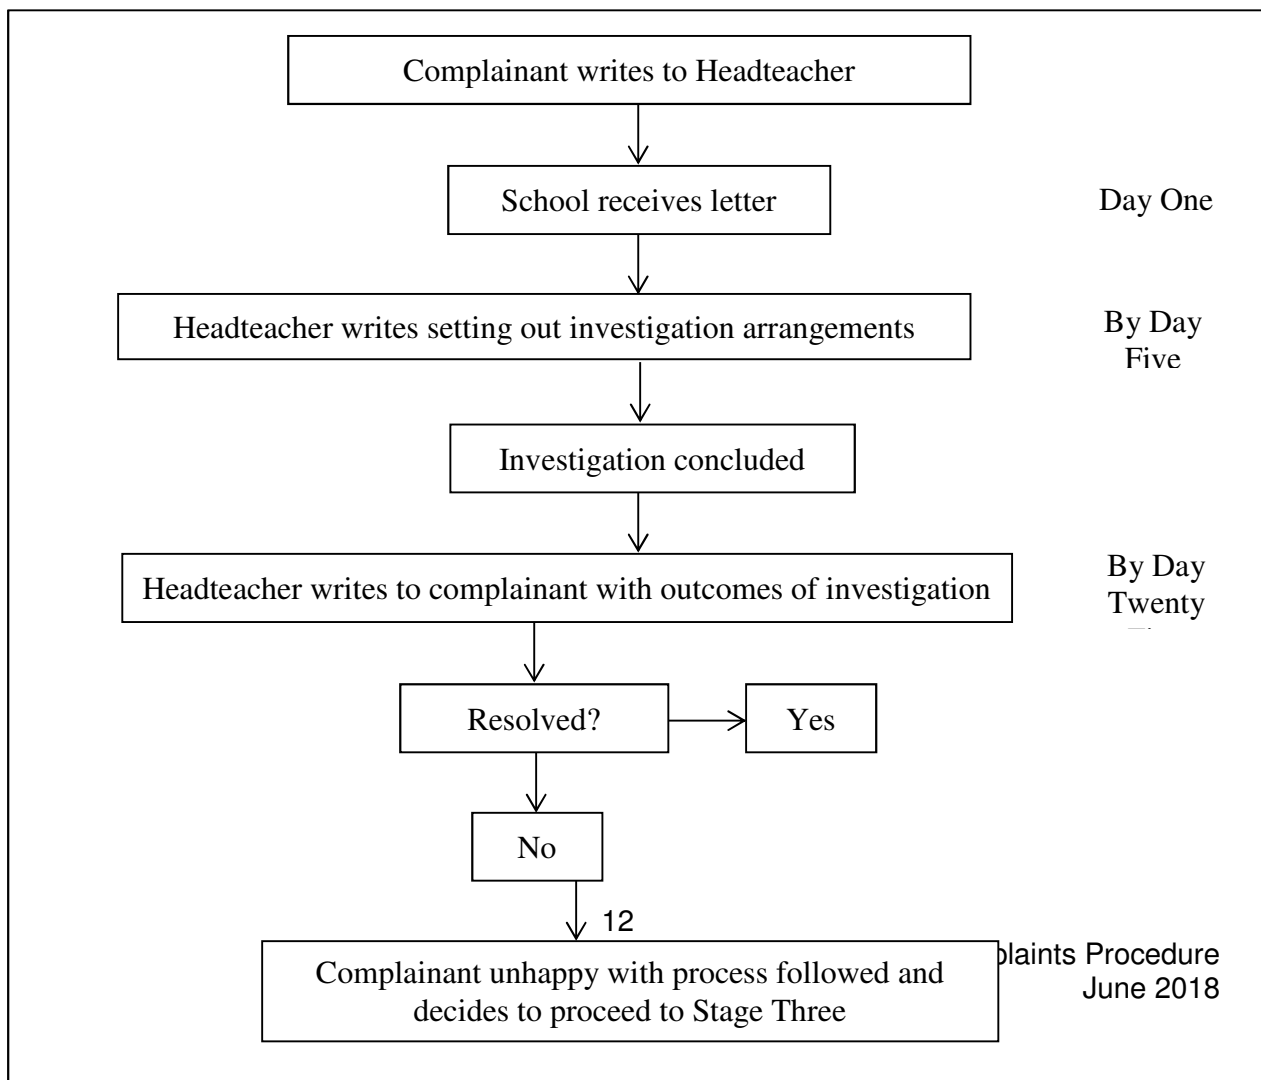 Complainant writes to Headteacher
School receives letter
Day One
Headteacher writes setting out investigation arrangements
By Day
Five
Investigation concluded
Headteacher writes to complainant with outcomes of investigation
By Day
Twenty
Resolved?
Yes
No
12
Complainant unhappy with process followed and
decides to proceed to Stage Three
Procedure
June 2018